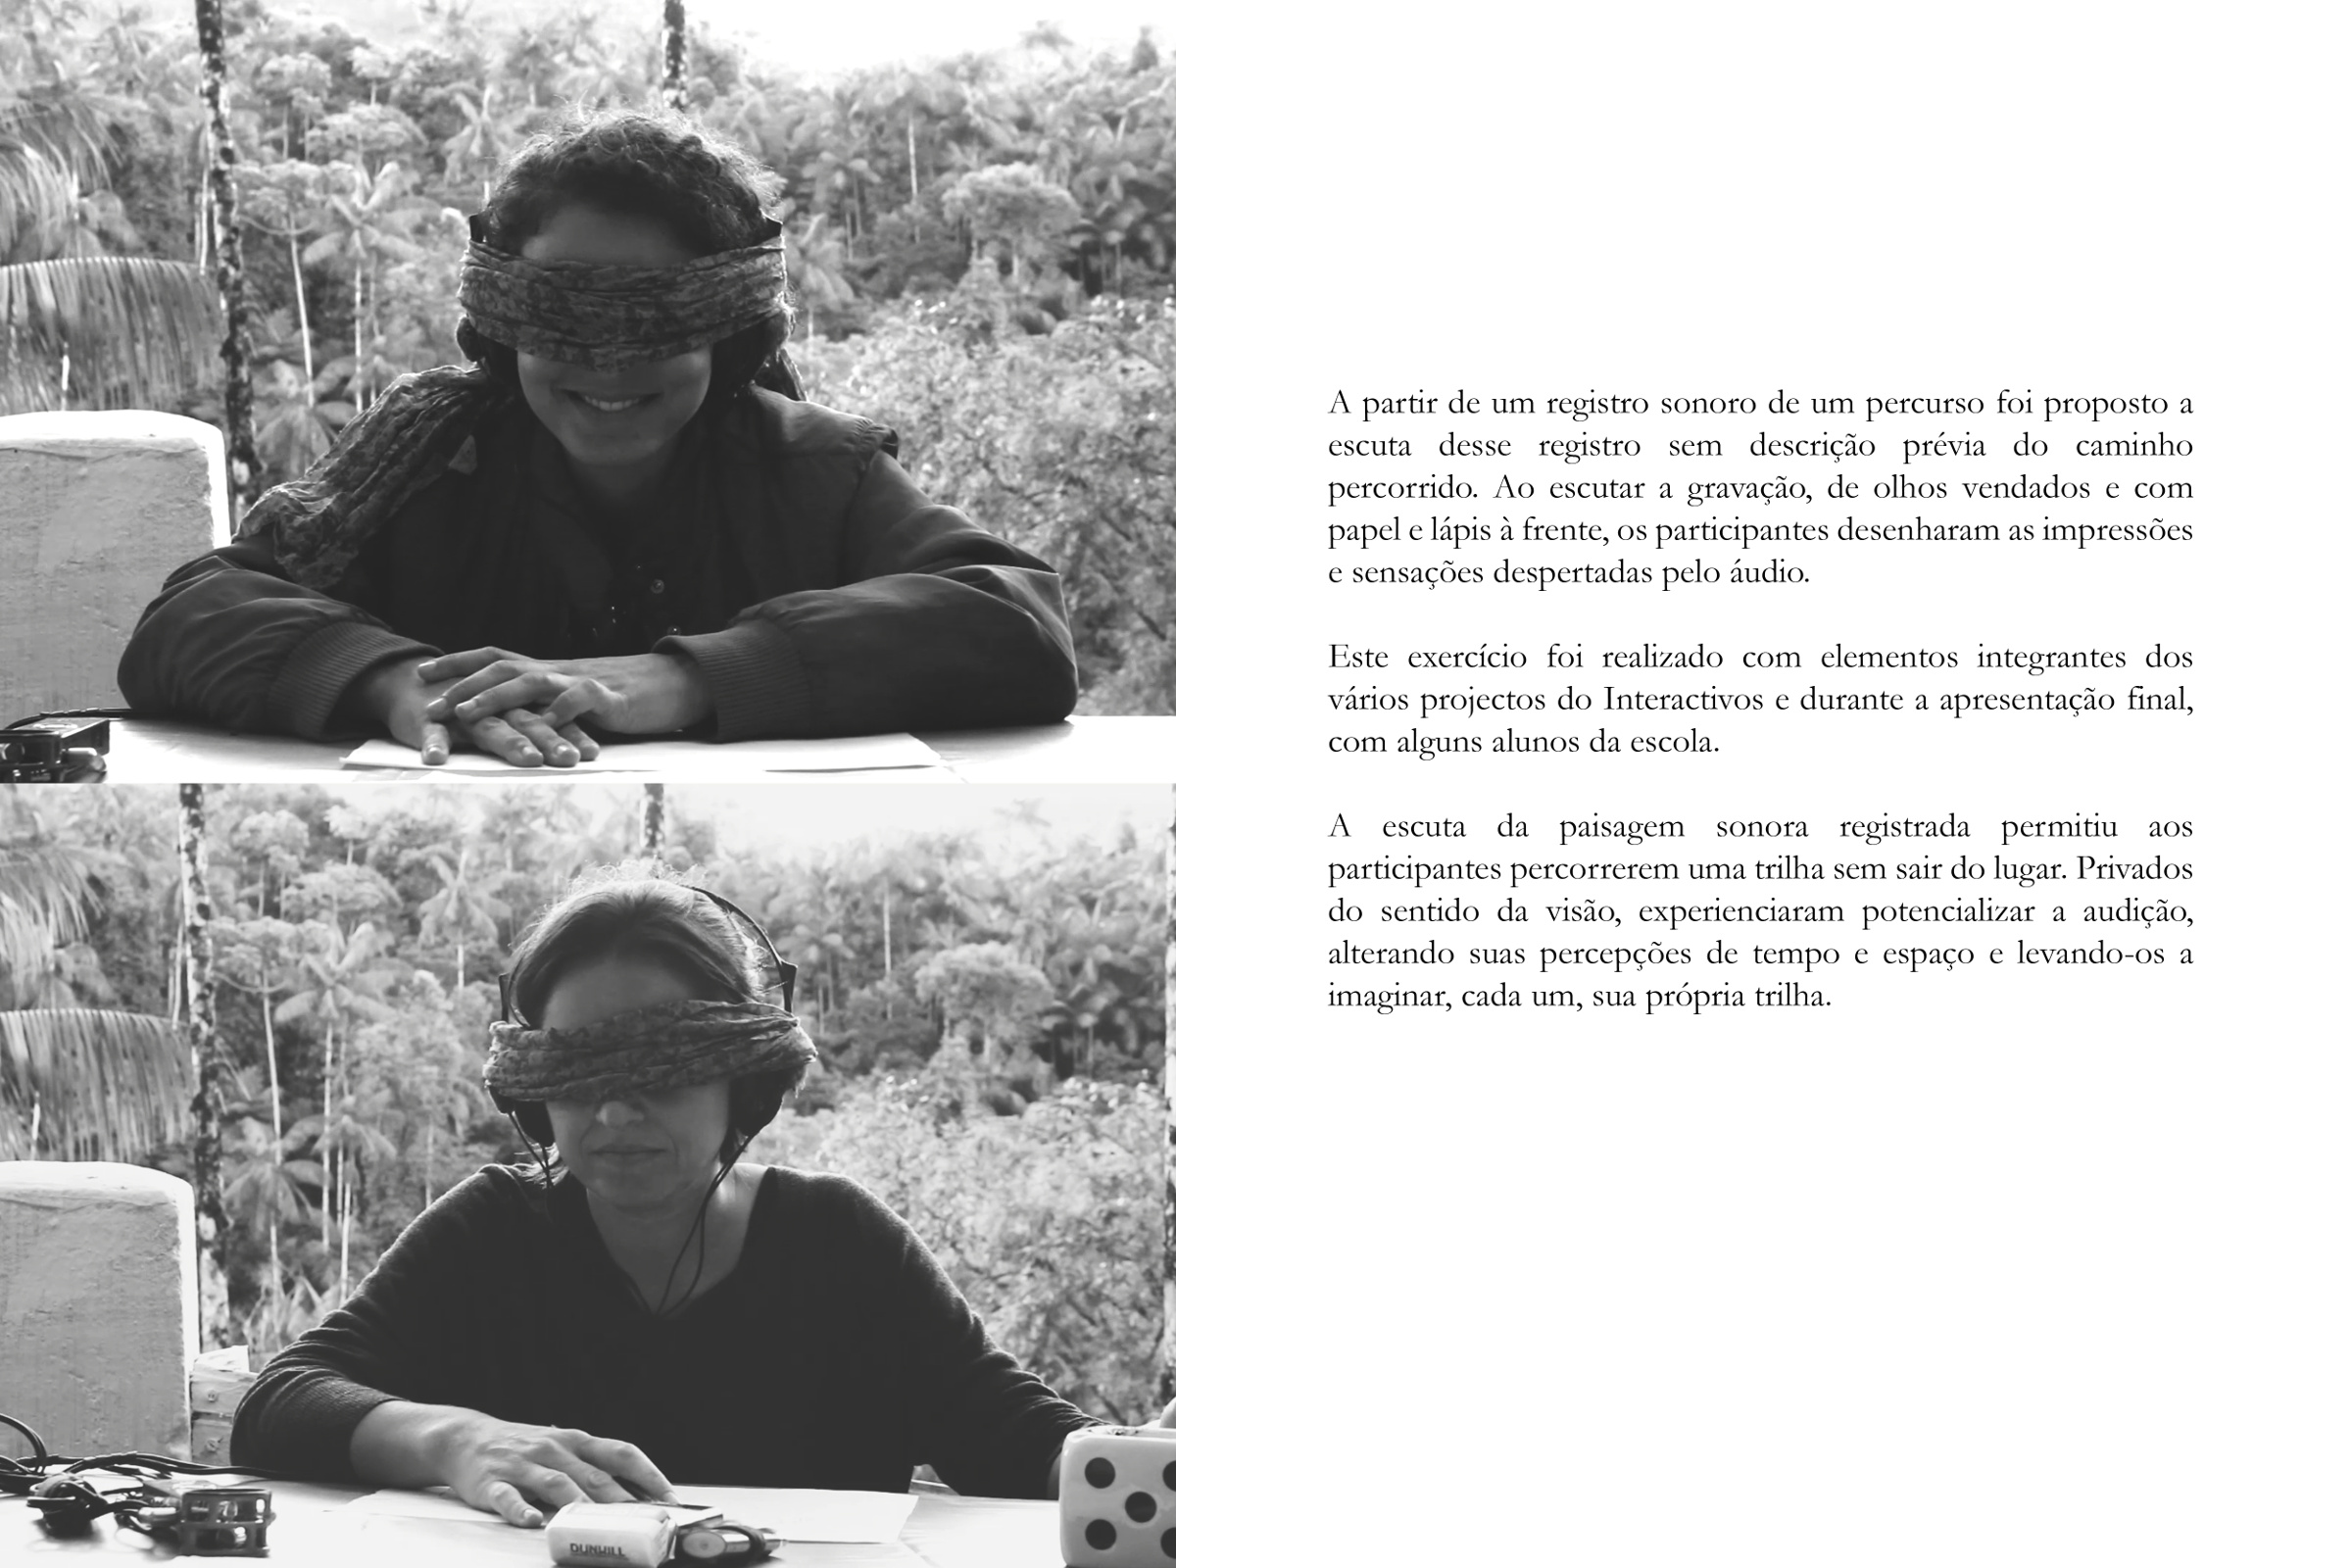 A partir de um registro sonoro de um percurso foi proposto a
escuta desse registro sem descrição prévia do caminho
percorrido. Ao escutar a gravação, de olhos vendados e com
papel e lápis à frente, os participantes desenharam as impressões
e sensações despertadas pelo áudio.
Este exercício foi realizado com elementos integrantes dos
vários projectos do Interactivos e durante a apresentação final,
com alguns alunos da escola.
A escuta da paisagem sonora registrada permitiu aos
participantes percorrerem uma trilha sem sair do lugar. Privados
do sentido da visão, experienciaram potencializar a audição,
alterando suas percepções de tempo e espaço e levando-os a
imaginar, cada um, sua própria trilha.
DUNHILL